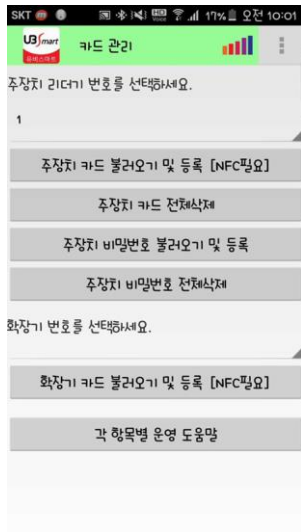 SKT 17% 오전 10:01
U3Smart
유비스마트
카드 관리
주장치 리더기 번호를 선택하세요.
1
주장치 카드 불러오기 및 등록 [NFC필요]
주장치 카드 전체삭제
주장치 비밀번호 불러오기 및 등록
주장치 비밀번호 전체삭제
확장기 번호를 선택하세요.
확장기 카드 불러오기 및 등록 [NFC필요]
각 항목별 운영 도움말